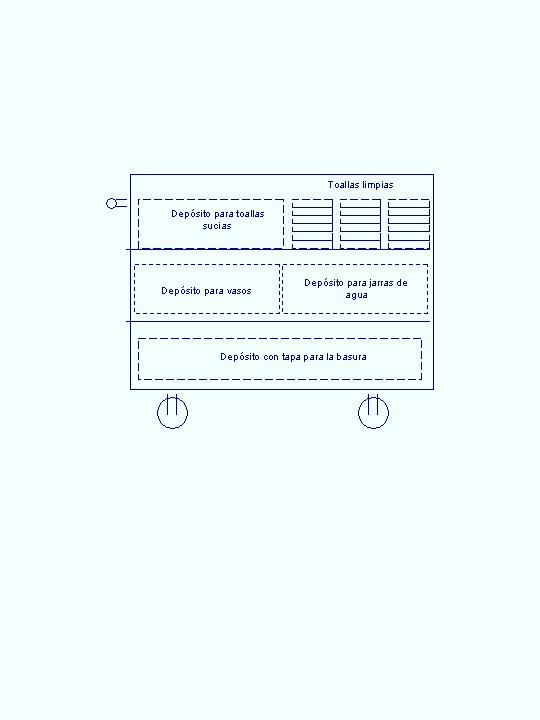 Toallas limpias
Depósito para toallas
sucias
Depósito para vasos
Depósito para jarras de
agua
Depósito con tapa para la basura